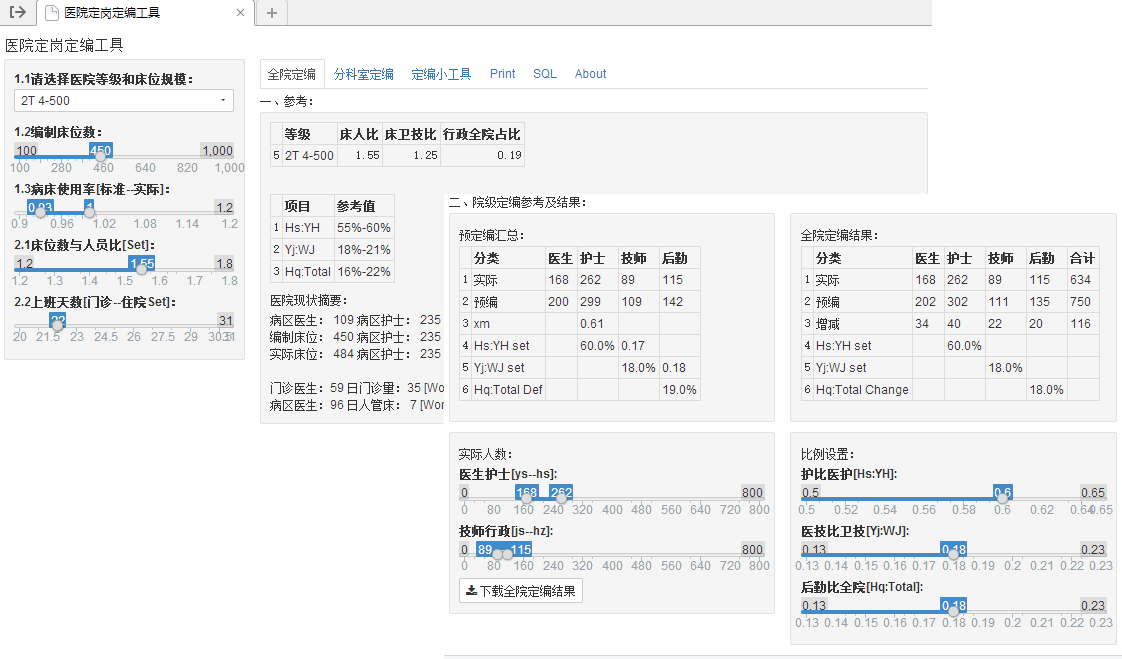 医院定岗定编工具
医院定岗定编工具
1.1请选择医院等级和床位规模:
2T 4-500
1.2编制床位数:
100 450 1,000
100 280 460 640 820 1,000
1.3病床使用率[标准--实际]:
0.93 1 1.2
0.9 0.96 1.02 1.08 1.14 1.2
2.1床位数与人员比[Set]:
1.2 1.55 1.8
1.2 1.3 1.4 1.5 1.6 1.7 1.8
2.2上班天数[门诊--住院Set]:
22 31
20 21.5 23 24.5 26 27.5 29 30.5 31
全院定编 分科室定编 定编小工具 Print SQL About
一、参考:
等级 床人比 床卫技比 行政全院占比
5 2T 4-500 1.55 1.25 0.19
项目 参考值
1 Hs:YH 55%-60%
2 Yj:WJ 18%-21%
3 Hq:Total 16%-22%
医院现状摘要:
病区医生: 109 病区护士: 235
编制床位: 450 病区护士: 235
实际床位: 484 病区护士: 235
门诊医生: 59 日门诊量: 35 [Wo
病区医生: 96 日人管床: 7 [Wor
二、院级定编参考及结果:
预定编汇总:
分类 医生 护士 技师 后勤
1 实际 168 262 89 115
2 预编 200 299 109 142
3 xm 0.61
4 Hs:YH set 60.0% 0.17
5 Yj:WJ set 18.0% 0.18
6 Hq:Total Def 19.0%
全院定编结果:
分类 医生 护士 技师 后勤 合计
1 实际 168 262 89 115 634
2 预编 202 302 111 135 750
3 增减 34 40 22 20 116
4 Hs:YH set 60.0%
5 Yj:WJ set 18.0%
6 Hq:Total Change 18.0%
实际人数:
医生护士[ys--hs]:
0 168 262 800
0 80 160 240 320 400 480 560 640 720 800
技师行政[js--hz]:
0 89 115 800
0 80 160 240 320 400 480 560 640 720 800
下载全院定编结果
比例设置:
护比医护[Hs:YH]:
0.5 0.6 0.65
0.5 0.52 0.54 0.56 0.58 0.6 0.62 0.64 0.65
医技比卫技[Yj:WJ]:
0.13 0.18 0.23
0.13 0.14 0.15 0.16 0.17 0.18 0.19 0.2 0.21 0.22 0.23
后勤比全院[Hq:Total]:
0.13 0.18 0.23
0.13 0.14 0.15 0.16 0.17 0.18 0.19 0.2 0.21 0.22 0.23